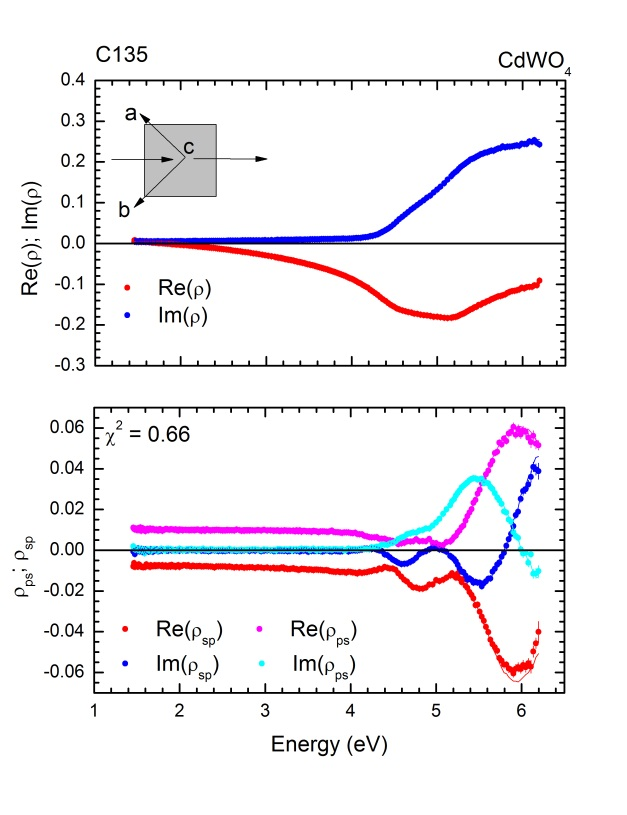 C135
CdWO₄
0.4
0.3
0.2
0.1
0.0
-0.1
-0.2
-0.3
Re(ρ); Im(ρ)
a
c
b
Re(ρ)
Im(ρ)
χ² = 0.66
0.06
0.04
0.02
0.00
-0.02
-0.04
-0.06
ρps; ρsp
Re(ρsp) Re(ρps)
Im(ρsp) Im(ρps)
1 2 3 4 5 6
Energy (eV)